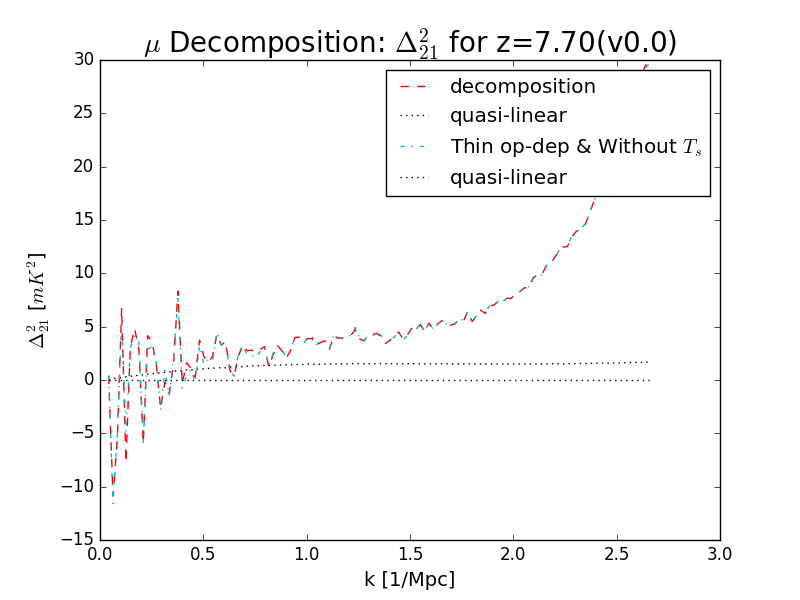 μ Decomposition: Δ²₂₁ for z=7.70(v0.0)
decomposition
quasi-linear
Thin op-dep & Without Tₛ
quasi-linear
30
25
20
15
10
5
0
−5
−10
−15
Δ²₂₁ [mK²]
0.0 0.5 1.0 1.5 2.0 2.5 3.0
k [1/Mpc]